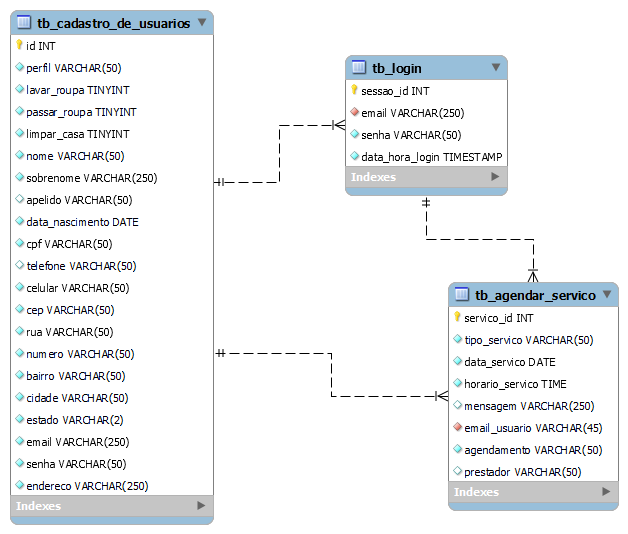 tb_cadastro_de_usuarios
id INT
perfil VARCHAR(50)
lavar_roupa TINYINT
passar_roupa TINYINT
limpar_casa TINYINT
nome VARCHAR(50)
sobrenome VARCHAR(250)
apelido VARCHAR(50)
data_nascimento DATE
cpf VARCHAR(50)
telefone VARCHAR(50)
celular VARCHAR(50)
cep VARCHAR(50)
rua VARCHAR(50)
numero VARCHAR(50)
bairro VARCHAR(50)
cidade VARCHAR(50)
estado VARCHAR(2)
email VARCHAR(250)
senha VARCHAR(50)
endereco VARCHAR(250)
Indexes
tb_login
sessao_id INT
email VARCHAR(250)
senha VARCHAR(50)
data_hora_login TIMESTAMP
Indexes
tb_agendar_servico
servico_id INT
tipo_servico VARCHAR(50)
data_servico DATE
horario_servico TIME
mensagem VARCHAR(250)
email_usuario VARCHAR(45)
agendamento VARCHAR(50)
prestador VARCHAR(50)
Indexes